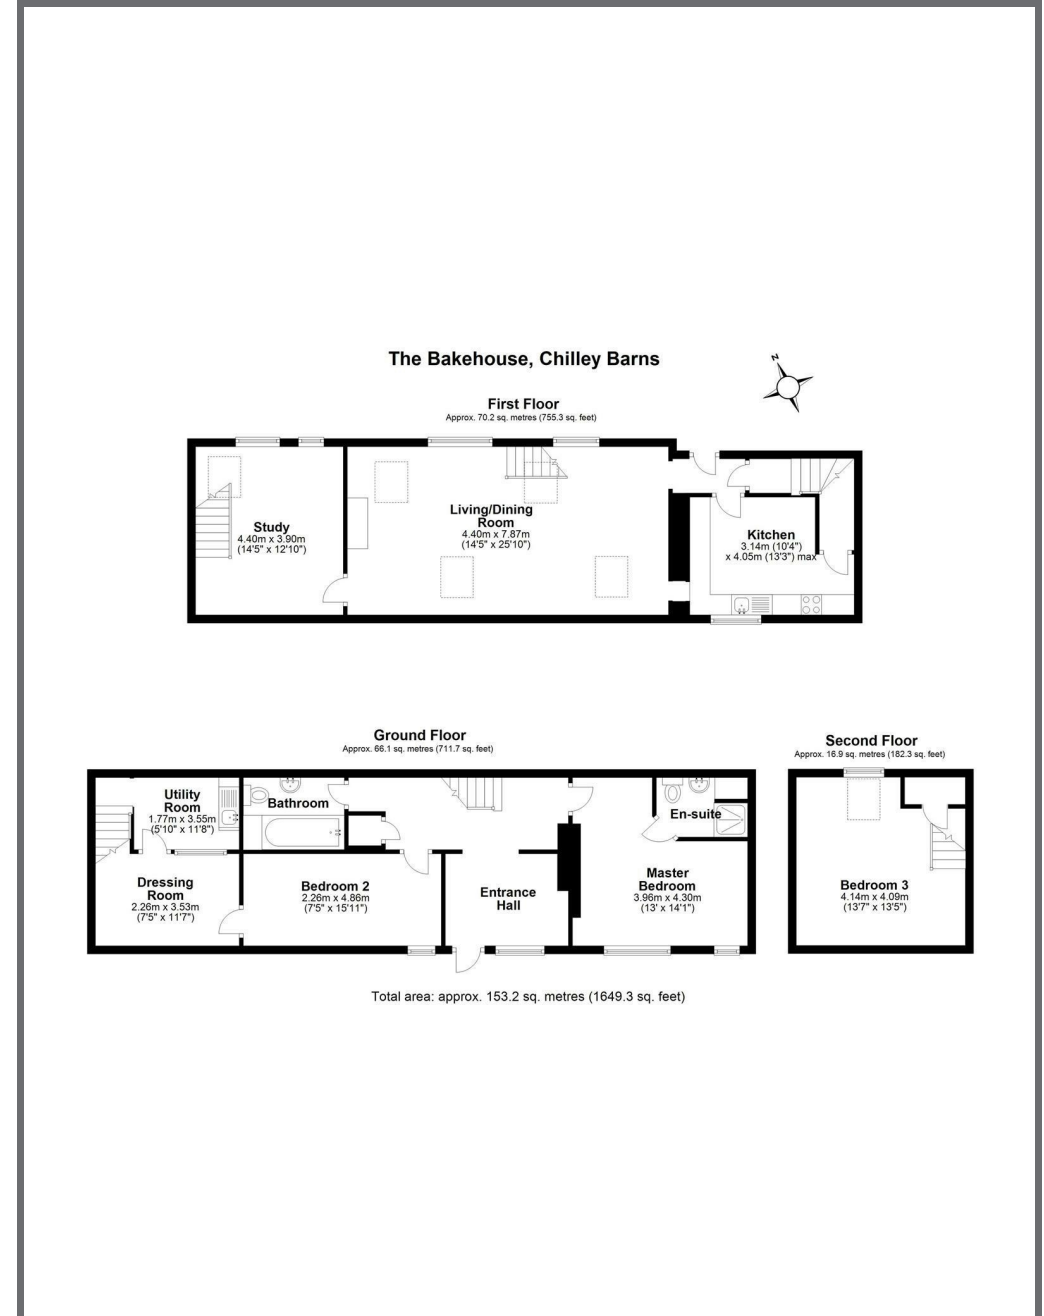 The Bakehouse, Chilley Barns
N
First Floor
Approx. 70.2 sq. metres (755.3 sq. feet)
Study
4.40m x 3.90m
(14'5" x 12'10")
Living/Dining
Room
4.40m x 7.87m
(14'5" x 25'10")
Kitchen
3.14m (10'4")
x 4.05m (13'3") max
Ground Floor
Approx. 66.1 sq. metres (711.7 sq. feet)
Utility
Room
1.77m x 3.55m
(5'10" x 11'8")
Bathroom
En-suite
Dressing
Room
2.26m x 3.53m
(7'5" x 11'7")
Bedroom 2
2.26m x 4.86m
(7'5" x 15'11")
Entrance
Hall
Master
Bedroom
3.96m x 4.30m
(13' x 14'1")
Second Floor
Approx. 16.9 sq. metres (182.3 sq. feet)
Bedroom 3
4.14m x 4.09m
(13'7" x 13'5")
Total area: approx. 153.2 sq. metres (1649.3 sq. feet)